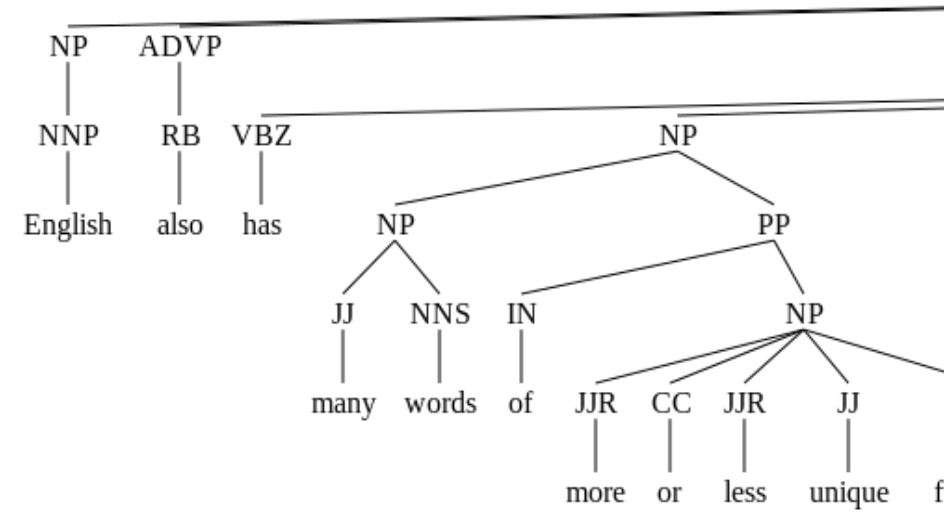 NP ADVP
NNP RB VBZ NP
English also has NP PP
JJ NNS IN NP
many words of JJR CC JJR JJ
more or less unique f